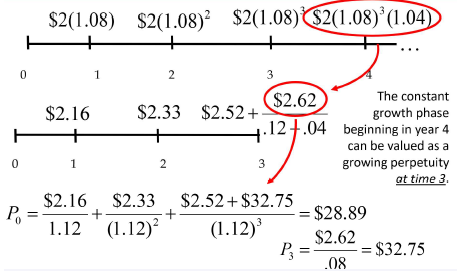 $2(1.08) $2(1.08)² $2(1.08)³ $2(1.08)³(1.04)
...
0 1 2 3 4
$2.62
$2.16 $2.33 $2.52 +
.12 − .04
0 1 2 3
The constant
growth phase
beginning in year 4
can be valued as a
growing perpetuity
at time 3.
P₀ = $2.16/1.12 + $2.33/(1.12)² + ($2.52 + $32.75)/(1.12)³ = $28.89
P₃ = $2.62/.08 = $32.75